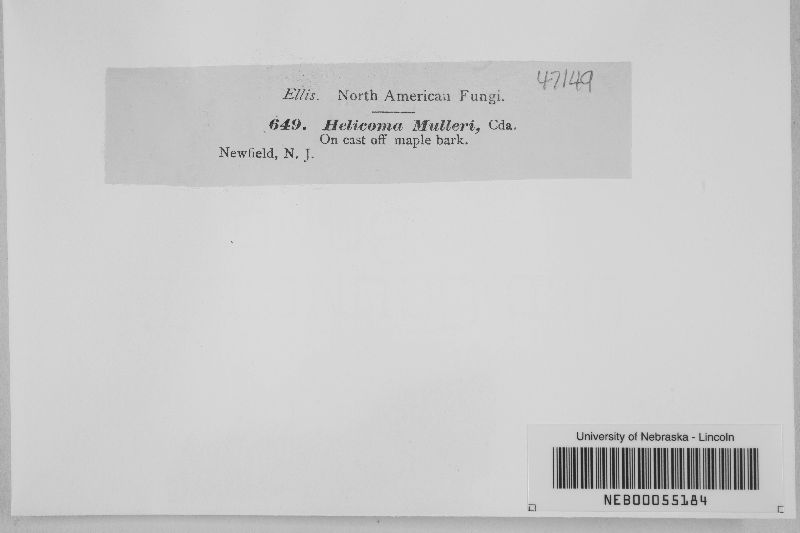 47149
Ellis. North American Fungi.
649. Helicoma Mulleri, Cda.
On cast off maple bark.
Newfield, N. J.
University of Nebraska - Lincoln
NEB00055184